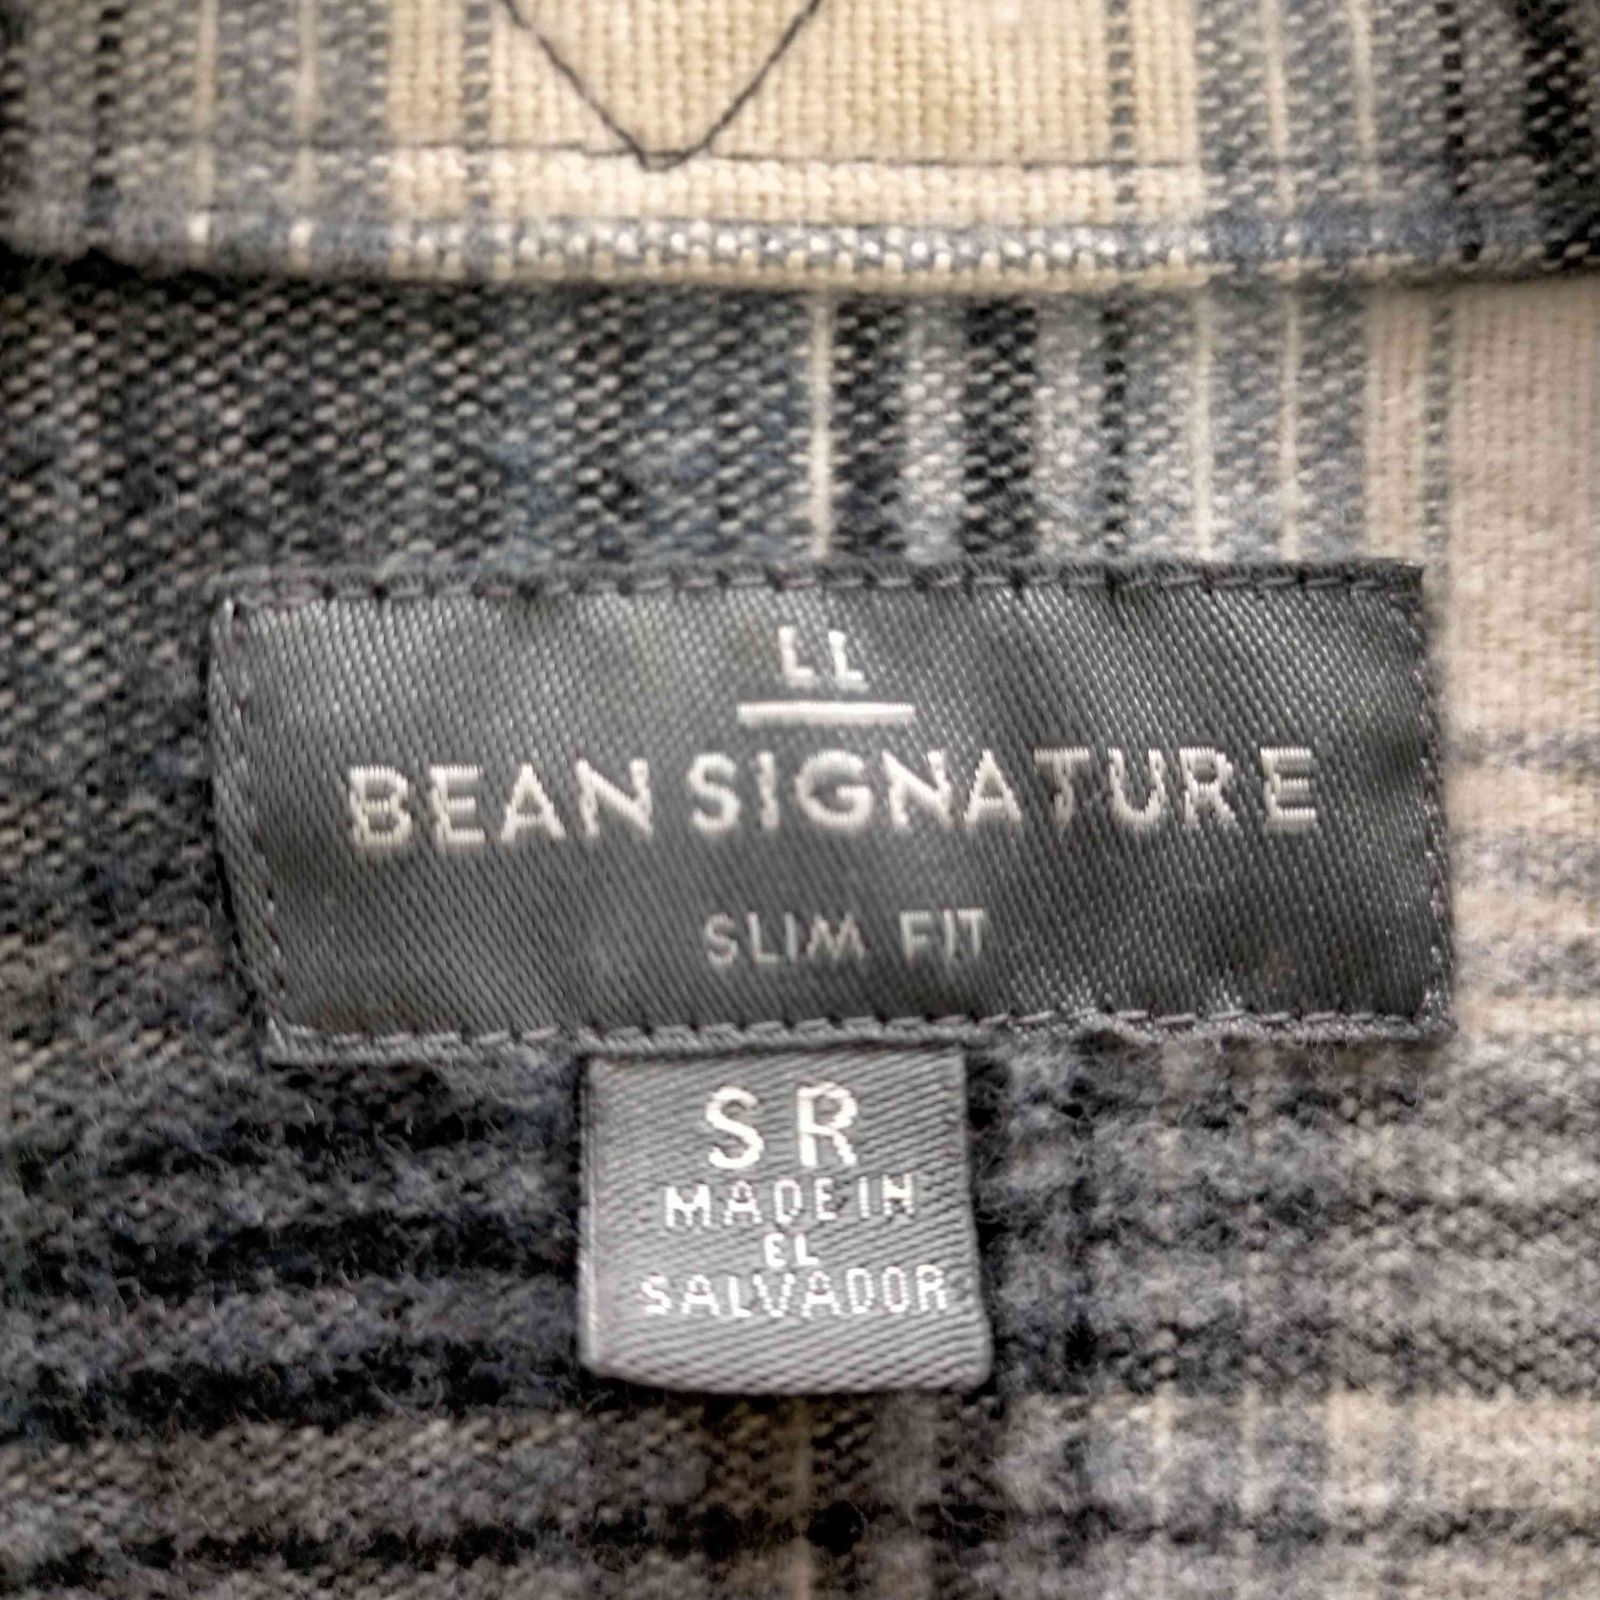 LL
BEAN SIGNATURE
SLIM FIT
SR
MADE IN
EL
SALVADOR